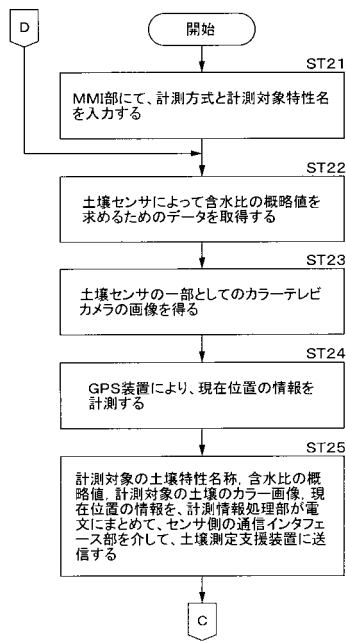 D
開始
ST21
MMI部にて、計測方式と計測対象特性名
を入力する
ST22
土壌センサによって含水比の概略値を
求めるためのデータを取得する
ST23
土壌センサの一部としてのカラーテレビ
カメラの画像を得る
ST24
GPS装置により、現在位置の情報を
計測する
ST25
計測対象の土壌特性名称, 含水比の概
略値, 計測対象の土壌のカラー画像, 現
在位置の情報を、計測情報処理部が電
文にまとめて、センサ側の通信インタフェ
ース部を介して、土壌測定支援装置に送
信する
C